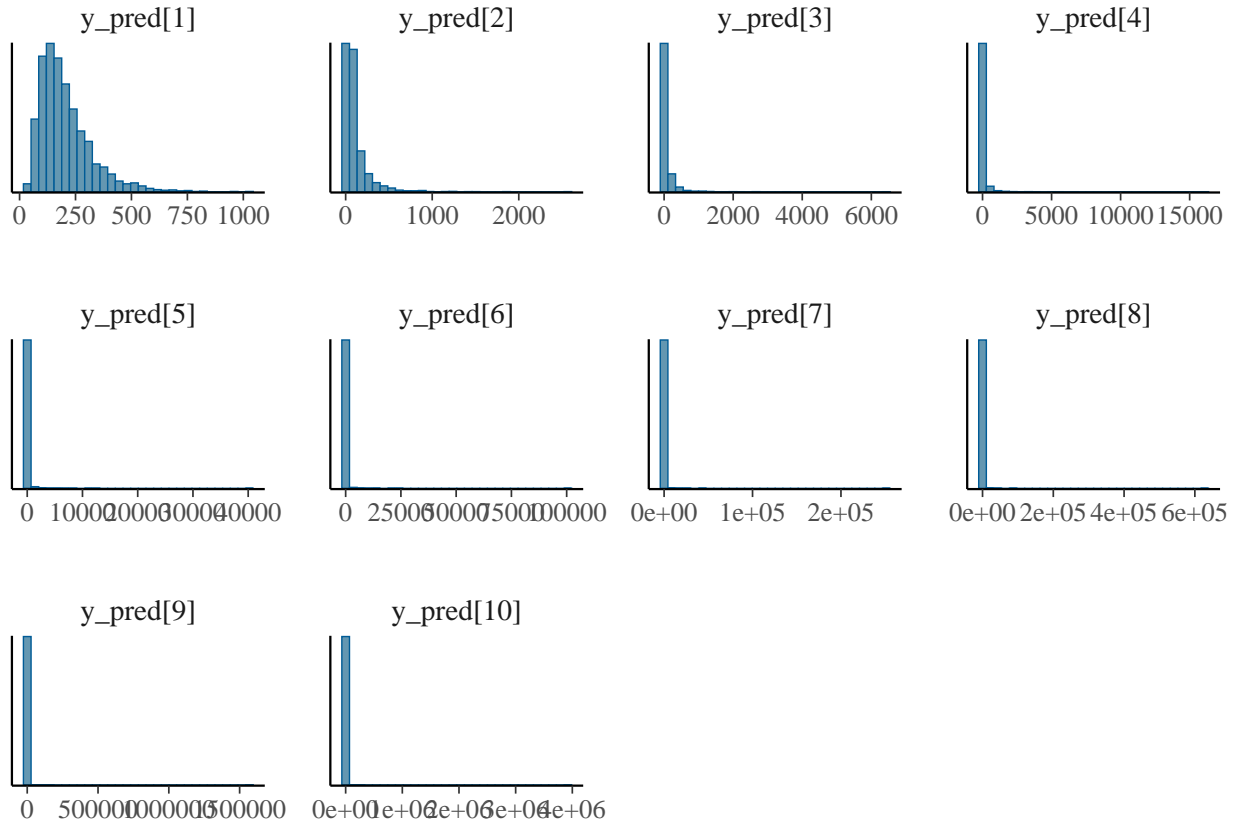 y_pred[1] y_pred[2] y_pred[3] y_pred[4]
0 250 500 750 1000 0 1000 2000 0 2000 4000 6000 0 5000 10000 15000
y_pred[5] y_pred[6] y_pred[7] y_pred[8]
0 10000 20000 30000 40000 0 25000 50000 75000 100000 0e+00 1e+05 2e+05 0e+00 2e+05 4e+05 6e+05
y_pred[9] y_pred[10]
0 500000 1000000 1500000 0e+00 1e+06 2e+06 3e+06 4e+06